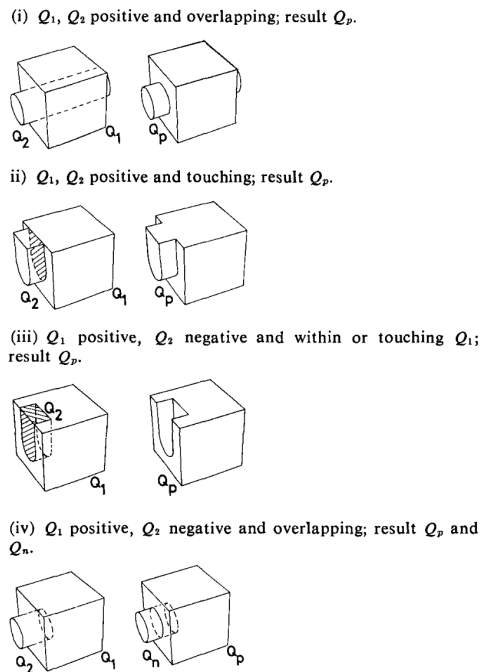 (i) Q₁, Q₂ positive and overlapping; result Qₚ.
Q₂ Q₁ Qₚ
ii) Q₁, Q₂ positive and touching; result Qₚ.
Q₂ Q₁ Qₚ
(iii) Q₁ positive, Q₂ negative and within or touching Q₁;
result Qₚ.
Q₂
Q₁ Qₚ
(iv) Q₁ positive, Q₂ negative and overlapping; result Qₚ and
Qₙ.
Q₂ Q₁ Qₙ Qₚ